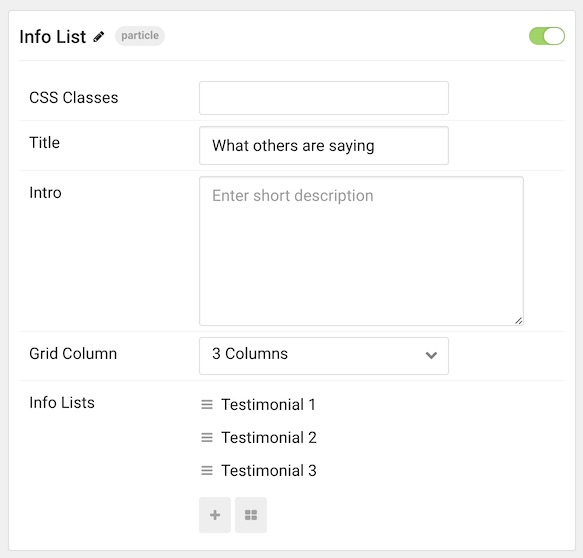 Info List particle
CSS Classes
Title What others are saying
Intro Enter short description
Grid Column 3 Columns
Info Lists Testimonial 1
Testimonial 2
Testimonial 3